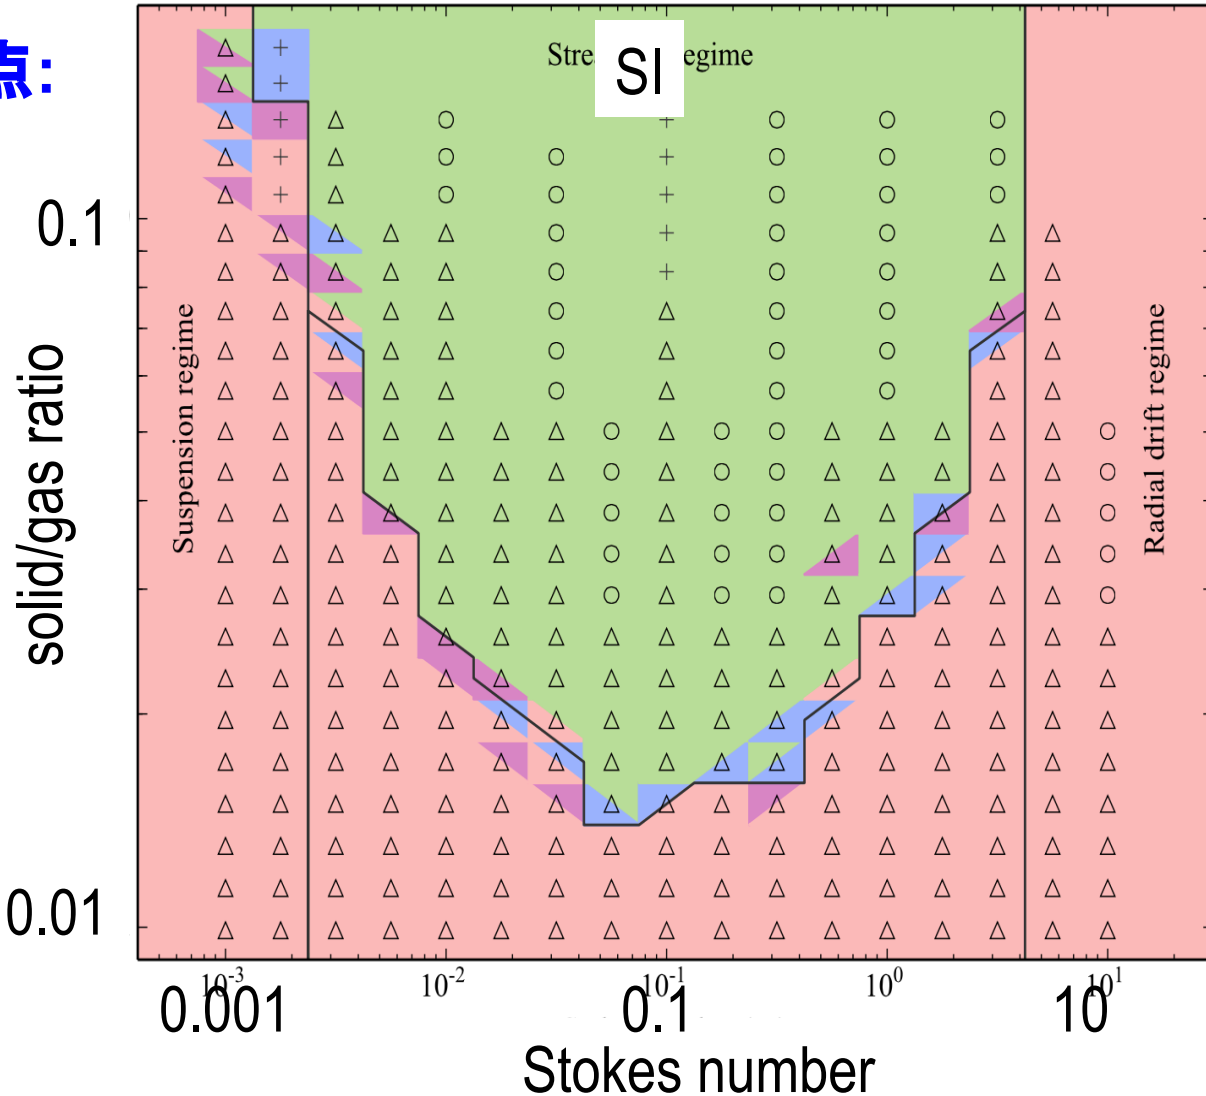 点:
Stre
SI
egime
0.1
solid/gas ratio
Suspension regime
Radial drift regime
0.01
10⁻³
10⁻²
10⁻¹
10⁰
10¹
0.001
0.1
10
Stokes number